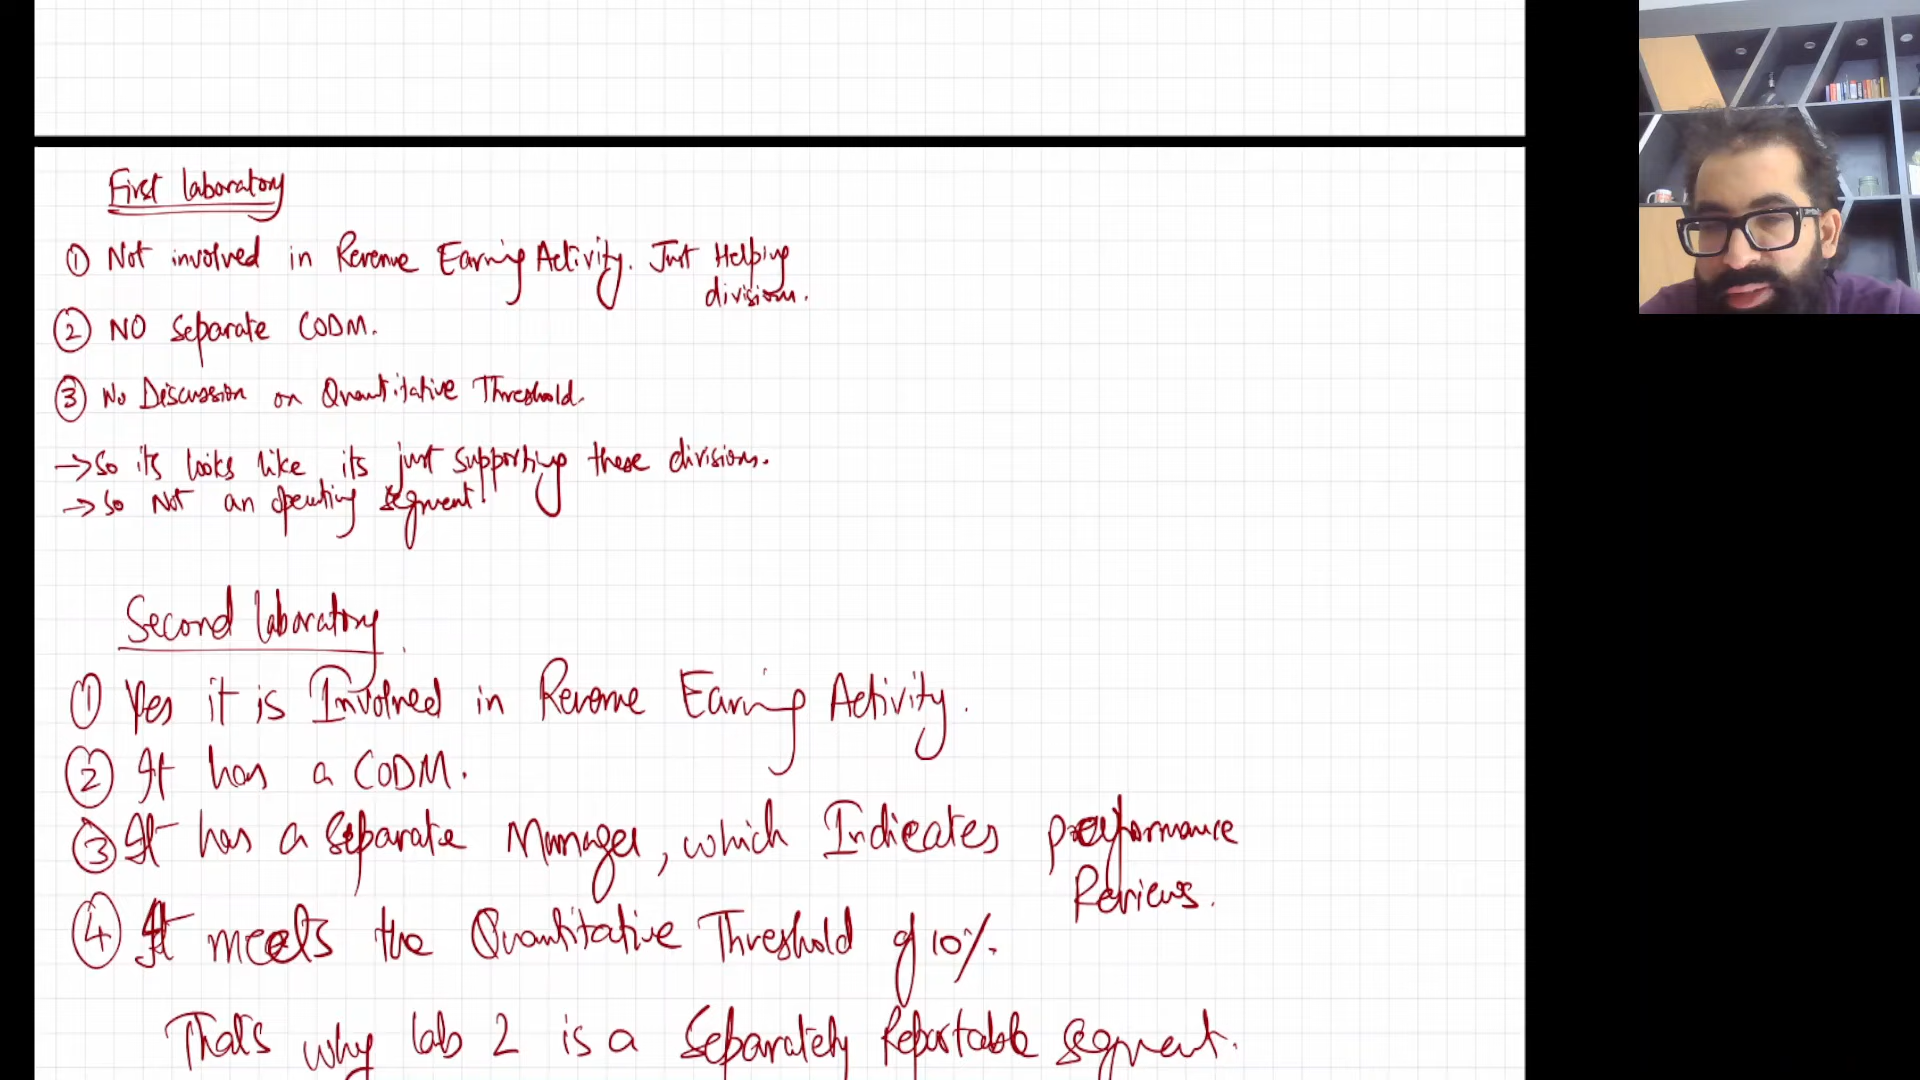 First laboratory
① Not involved in Revenue Earning Activity. Just Helping
divisions.
② NO Separate CODM.
③ No Discussion on Quantitative Threshold.
→ So its looks like its just supporting these divisions.
→ So Not an operating segment.
Second laboratory
① Yes it is Involved in Revenue Earning Activity.
② It has a CODM.
③ It has a Separate Manager, which Indicates performance
Reviews.
④ It meets the Quantitative Threshold of 10%.
That's why lab 2 is a Separately Reportable segment.